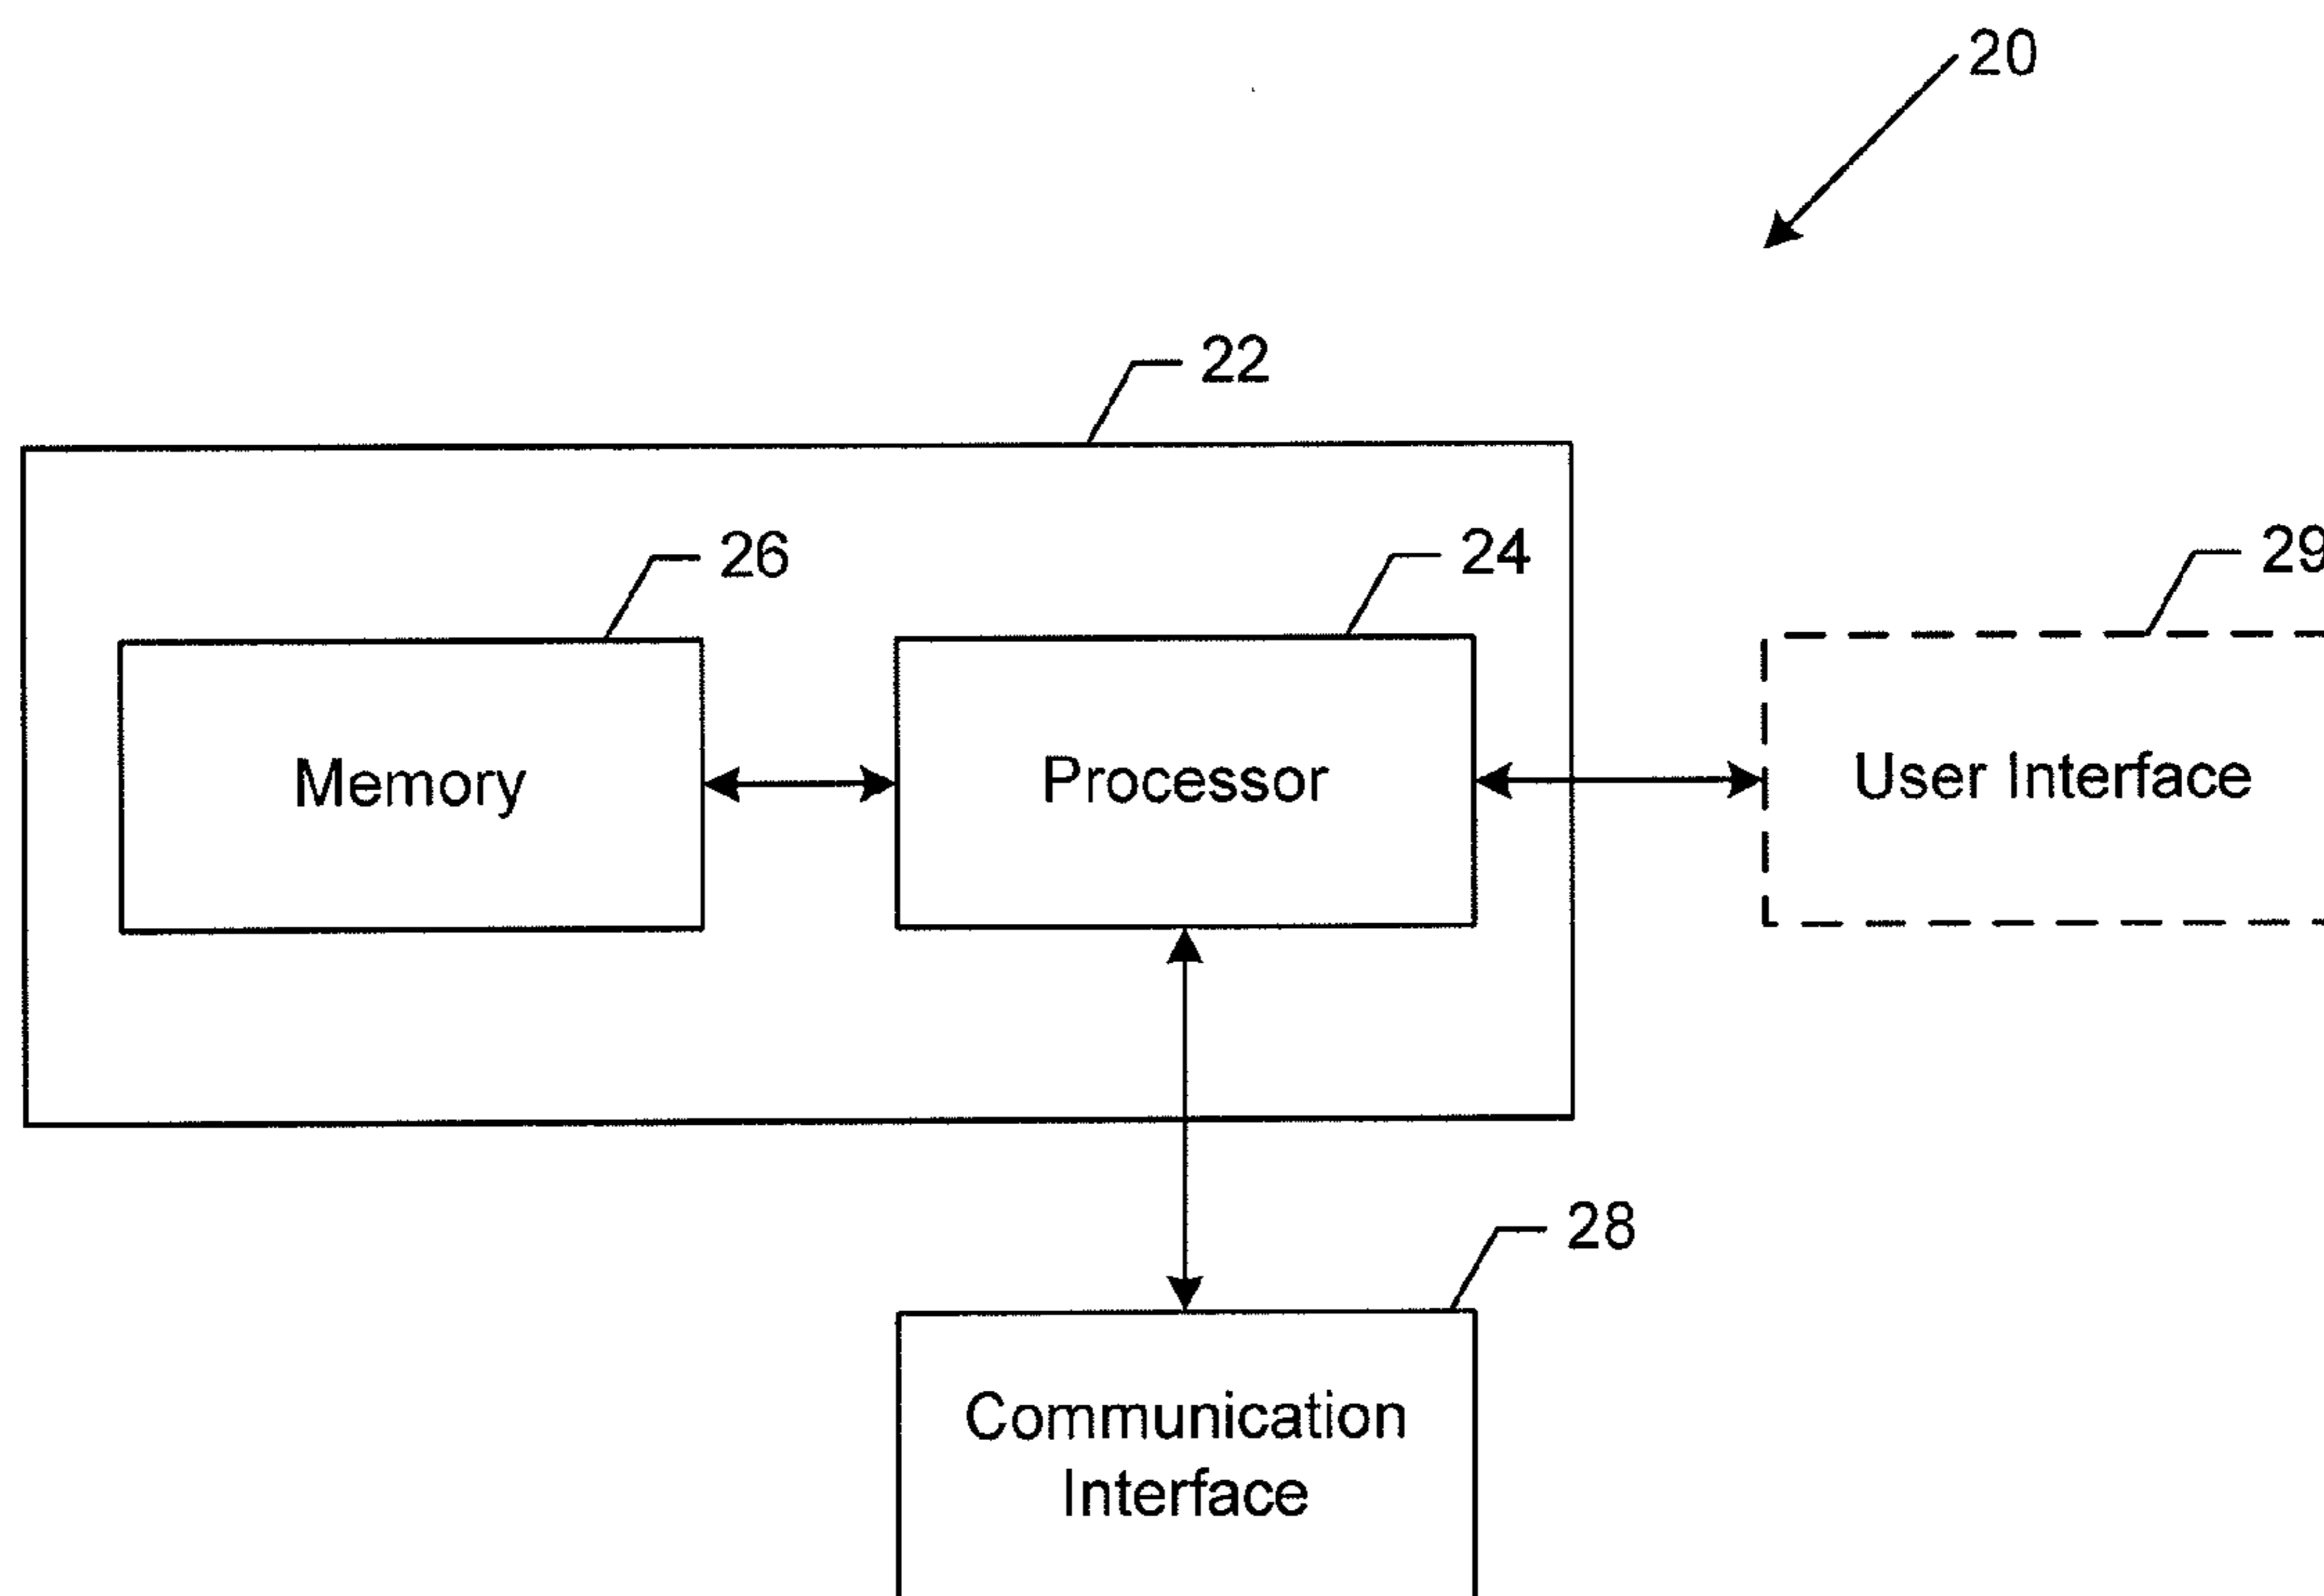 20
22
26
24
29
Memory
Processor
User Interface
28
Communication
Interface